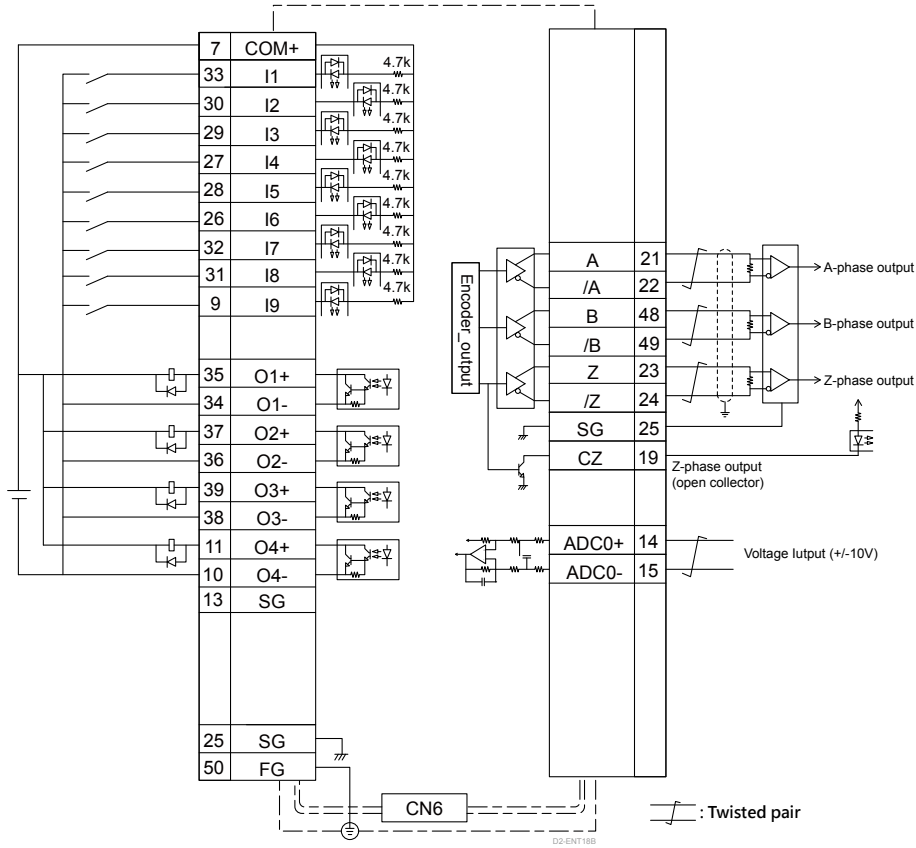 7 COM+
33 I1 4.7k
30 I2 4.7k
29 I3 4.7k
27 I4 4.7k
28 I5 4.7k
26 I6 4.7k
32 I7 4.7k
31 I8 4.7k
9 I9 4.7k
35 O1+
34 O1-
37 O2+
36 O2-
39 O3+
38 O3-
11 O4+
10 O4-
13 SG
25 SG
50 FG
CN6
Encoder_output
A 21 A-phase output
/A 22
B 48 B-phase output
/B 49
Z 23 Z-phase output
/Z 24
SG 25
CZ 19
Z-phase output
(open collector)
ADC0+ 14
Voltage Iutput (+/-10V)
ADC0- 15
: Twisted pair
D2-ENT18B